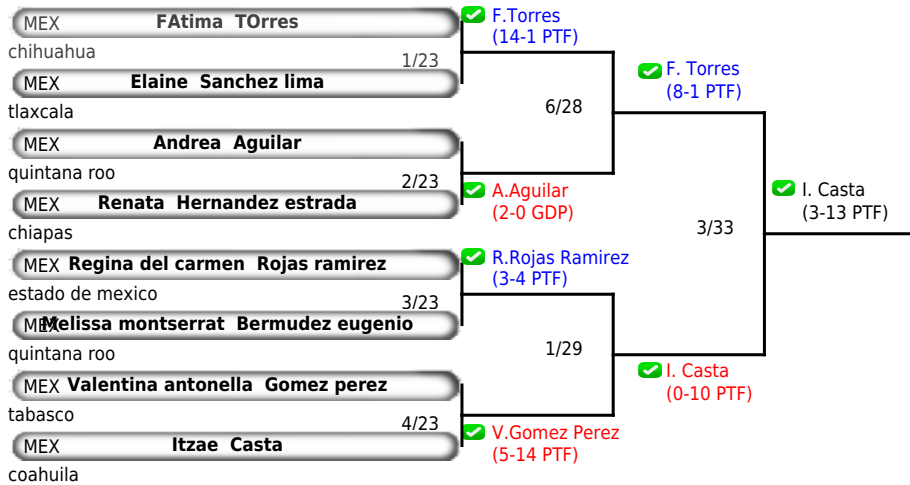 MEX FAtima TOrres
chihuahua
1/23
MEX Elaine Sanchez lima
tlaxcala
MEX Andrea Aguilar
quintana roo
2/23
MEX Renata Hernandez estrada
chiapas
MEX Regina del carmen Rojas ramirez
estado de mexico
3/23
MEX Melissa montserrat Bermudez eugenio
quintana roo
MEX Valentina antonella Gomez perez
tabasco
4/23
MEX Itzae Casta
coahuila
F.Torres
(14-1 PTF)
6/28
A.Aguilar
(2-0 GDP)
R.Rojas Ramirez
(3-4 PTF)
1/29
V.Gomez Perez
(5-14 PTF)
F. Torres
(8-1 PTF)
3/33
I. Casta
(0-10 PTF)
I. Casta
(3-13 PTF)